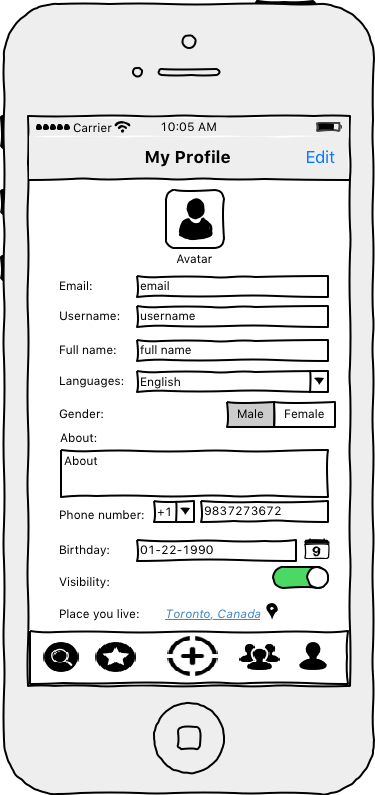 Carrier 10:05 AM
My Profile Edit
Avatar
Email: email
Username: username
Full name: full name
Languages: English
Gender: Male Female
About:
About
Phone number: +1 9837273672
Birthday: 01-22-1990 9
Visibility:
Place you live: Toronto, Canada